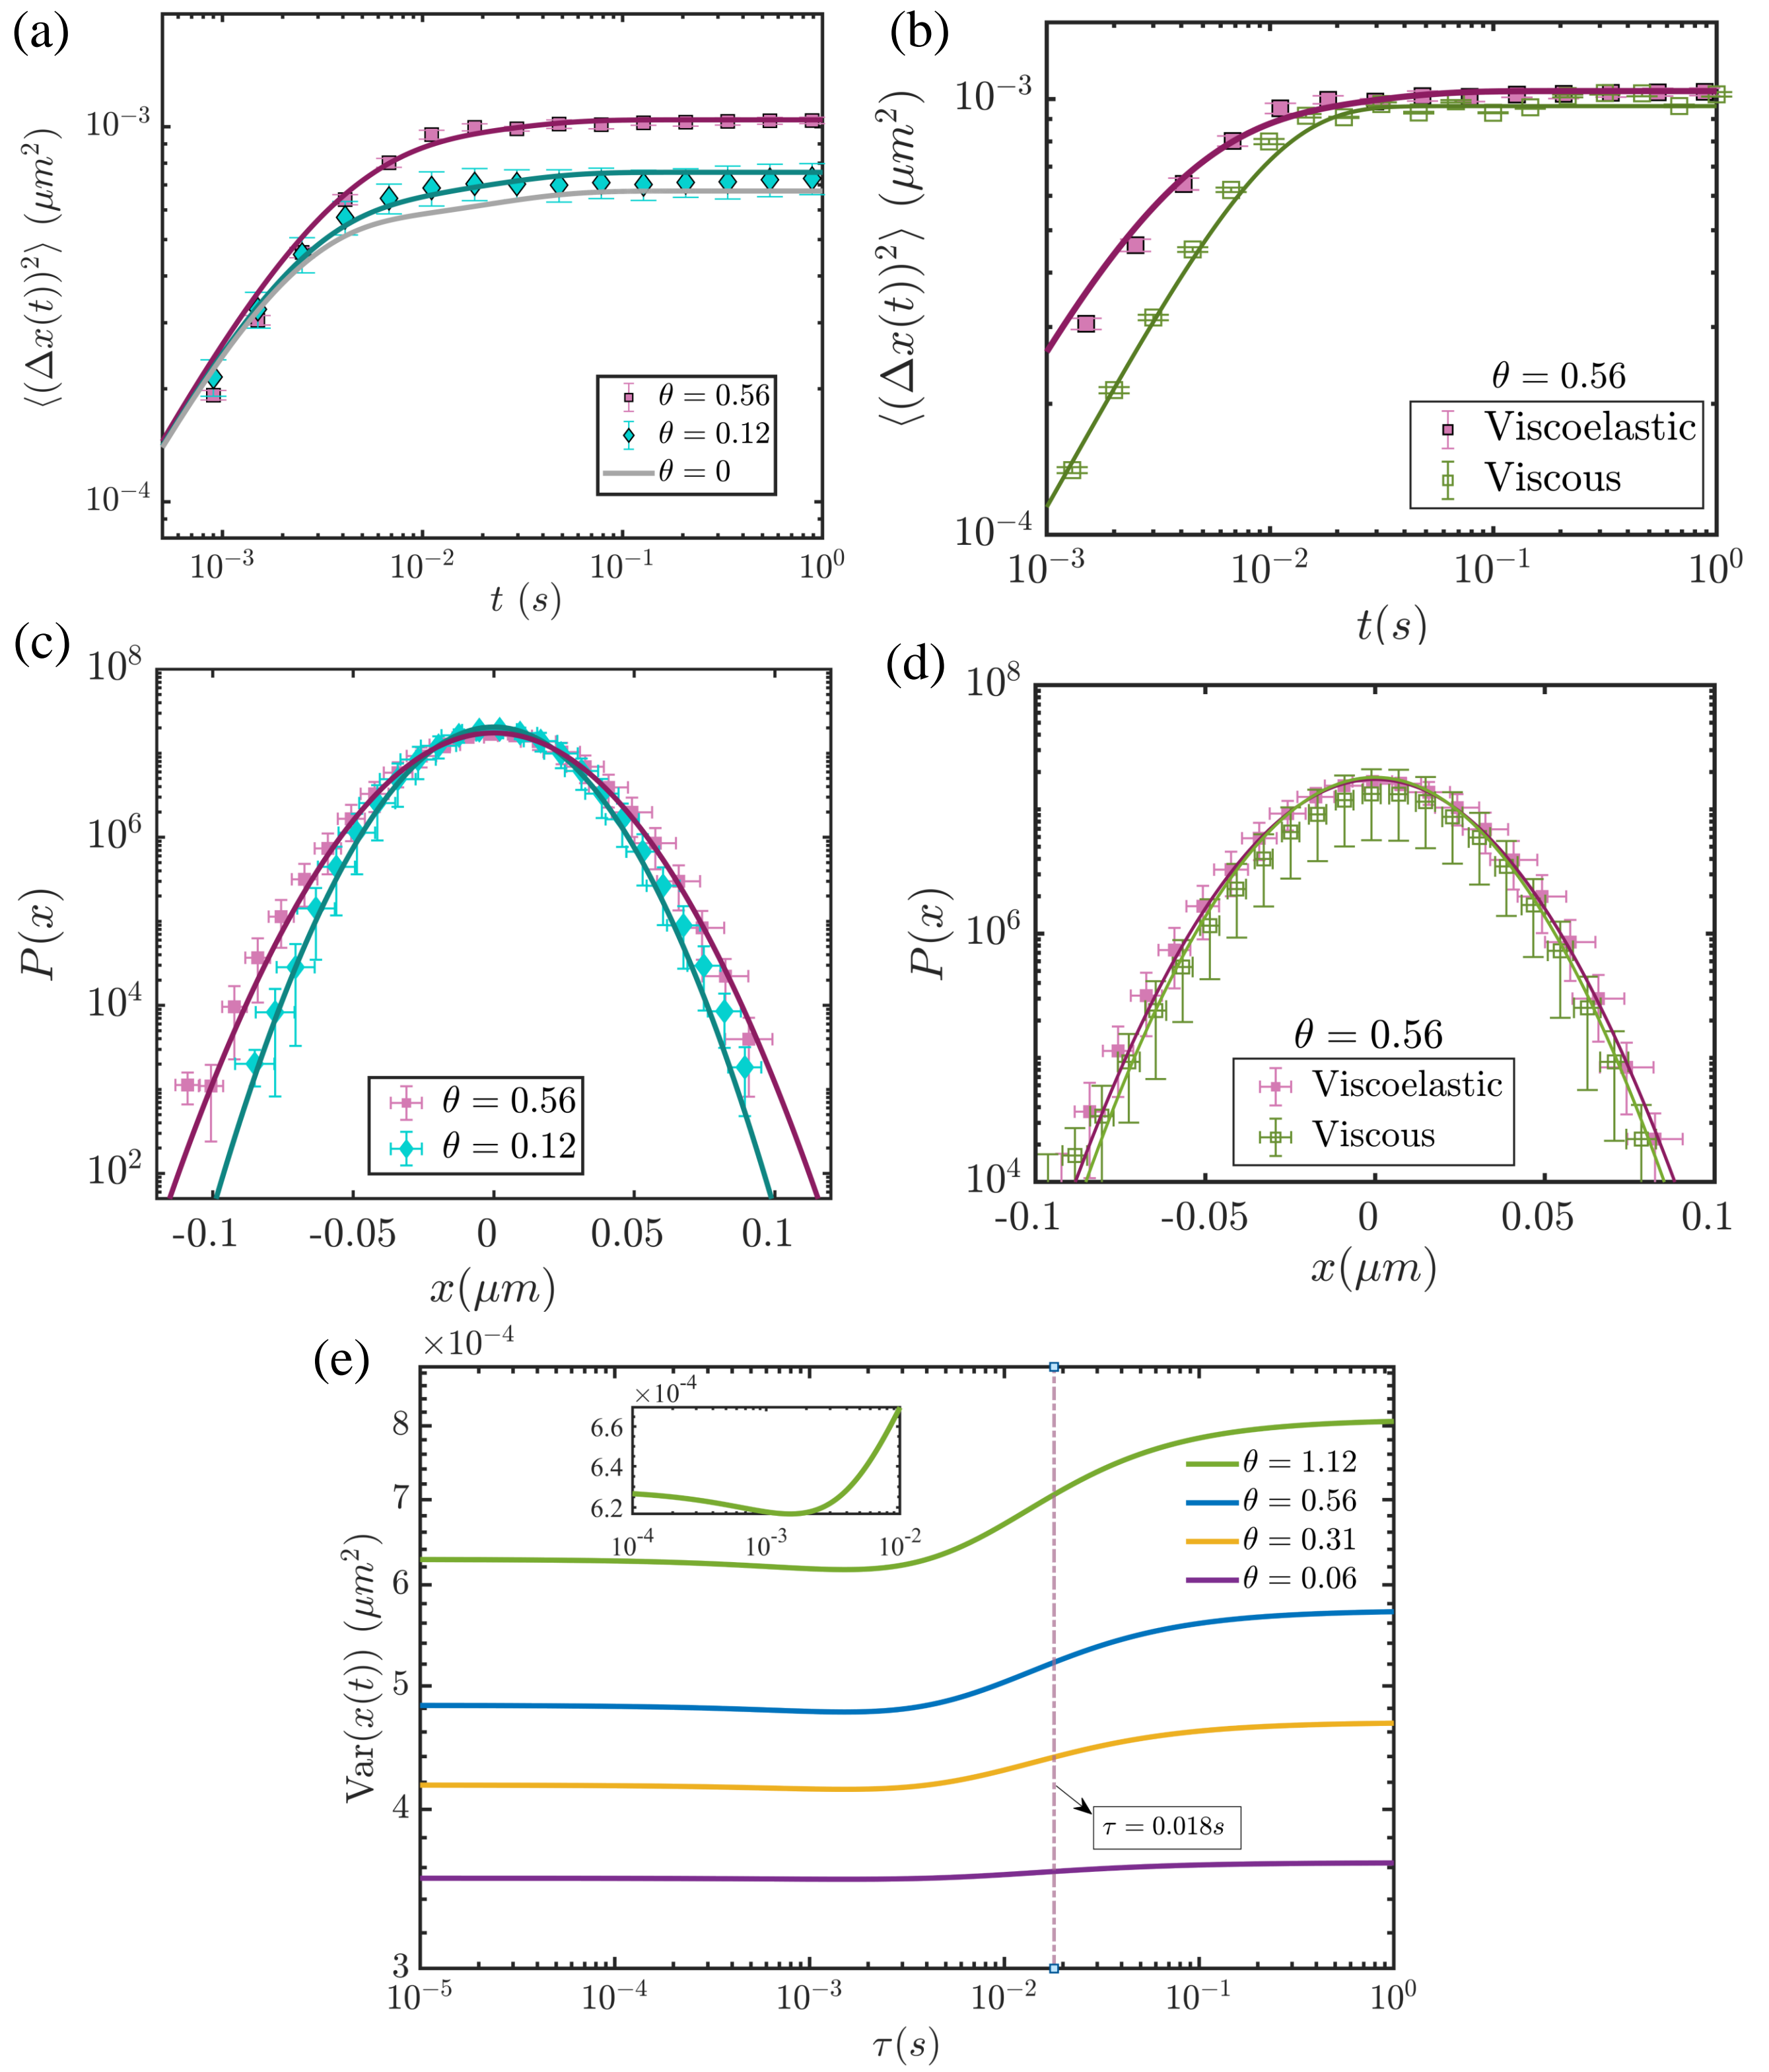 (a)
10⁻³
10⁻⁴
⟨(Δx(t))²⟩ (μm²)
θ = 0.56
θ = 0.12
θ = 0
10⁻³ 10⁻² 10⁻¹ 10⁰
t (s)
(b)
10⁻³
10⁻⁴
⟨(Δx(t))²⟩ (μm²)
θ = 0.56
Viscoelastic
Viscous
10⁻³ 10⁻² 10⁻¹ 10⁰
t(s)
(c)
10⁸
10⁶
10⁴
10²
P(x)
θ = 0.56
θ = 0.12
-0.1 -0.05 0 0.05 0.1
x(μm)
(d)
10⁸
10⁶
10⁴
P(x)
θ = 0.56
Viscoelastic
Viscous
-0.1 -0.05 0 0.05 0.1
x(μm)
(e)
×10⁻⁴
8
7
6
5
4
3
Var(x(t)) (μm²)
×10⁻⁴
6.6
6.4
6.2
10⁻⁴ 10⁻³ 10⁻²
θ = 1.12
θ = 0.56
θ = 0.31
θ = 0.06
τ = 0.018s
10⁻⁵ 10⁻⁴ 10⁻³ 10⁻² 10⁻¹ 10⁰
τ(s)